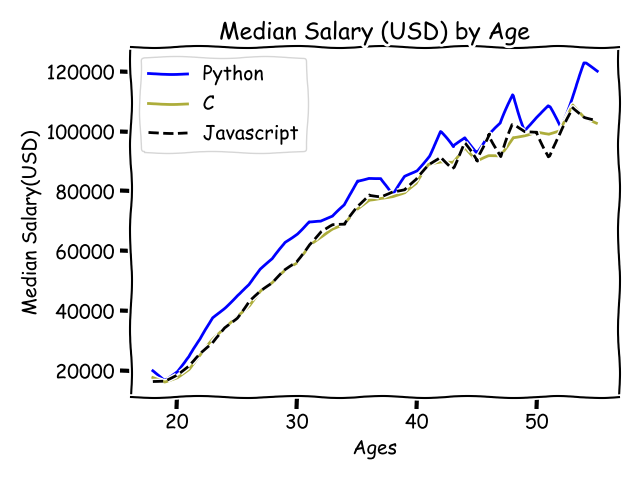 Median Salary (USD) by Age
Python
C
Javascript
120000
100000
80000
60000
40000
20000
Median Salary(USD)
20 30 40 50
Ages